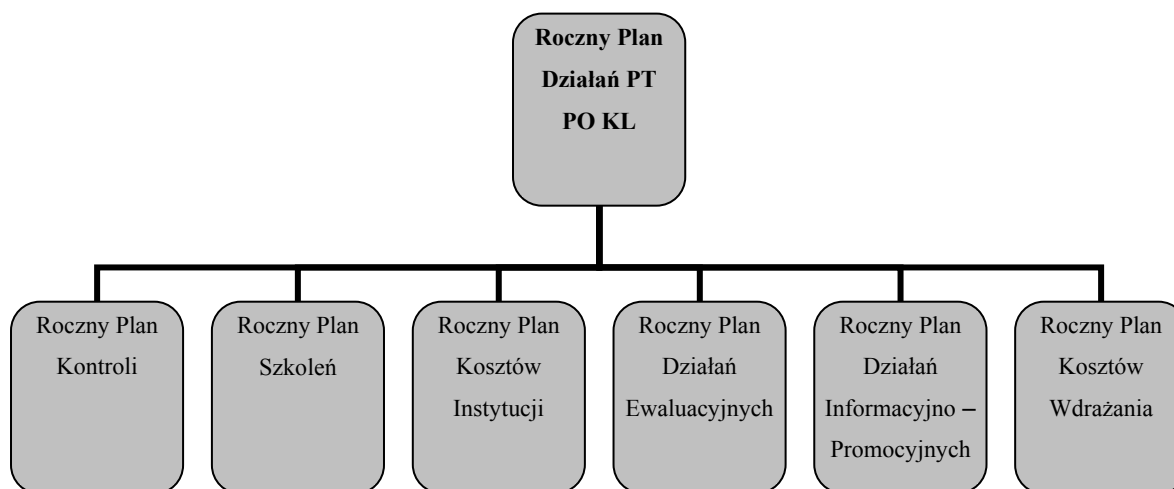 Roczny Plan
Działań PT
PO KL
Roczny Plan
Kontroli
Roczny Plan
Szkoleń
Roczny Plan
Kosztów
Instytucji
Roczny Plan
Działań
Ewaluacyjnych
Roczny Plan
Działań
Informacyjno –
Promocyjnych
Roczny Plan
Kosztów
Wdrażania